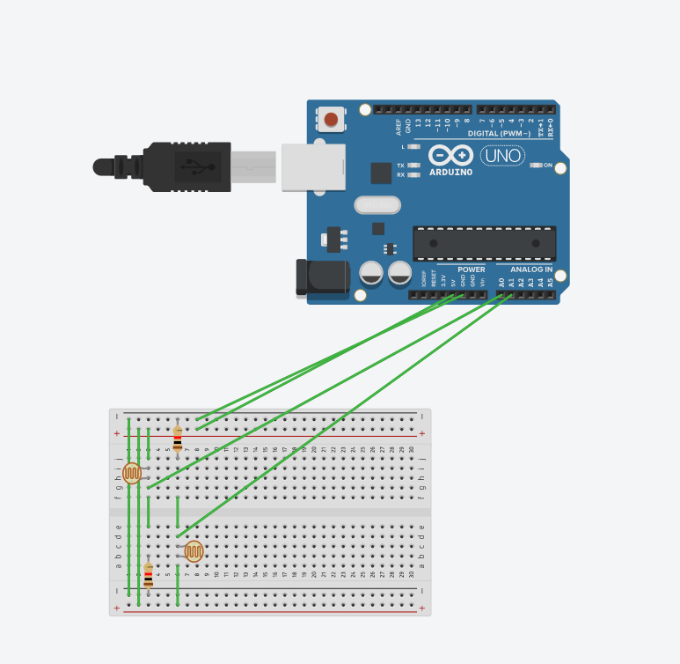 AREF
GND
13
12
~11
~10
~9
8
7
~6
~5
4
~3
2
TX→1
RX←0
DIGITAL (PWM~)
L
TX
RX
UNO
ARDUINO
ON
POWER
ANALOG IN
IOREF
RESET
3.3V
5V
GND
GND
Vin
A0
A1
A2
A3
A4
A5
j
i
h
g
f
e
d
c
b
a